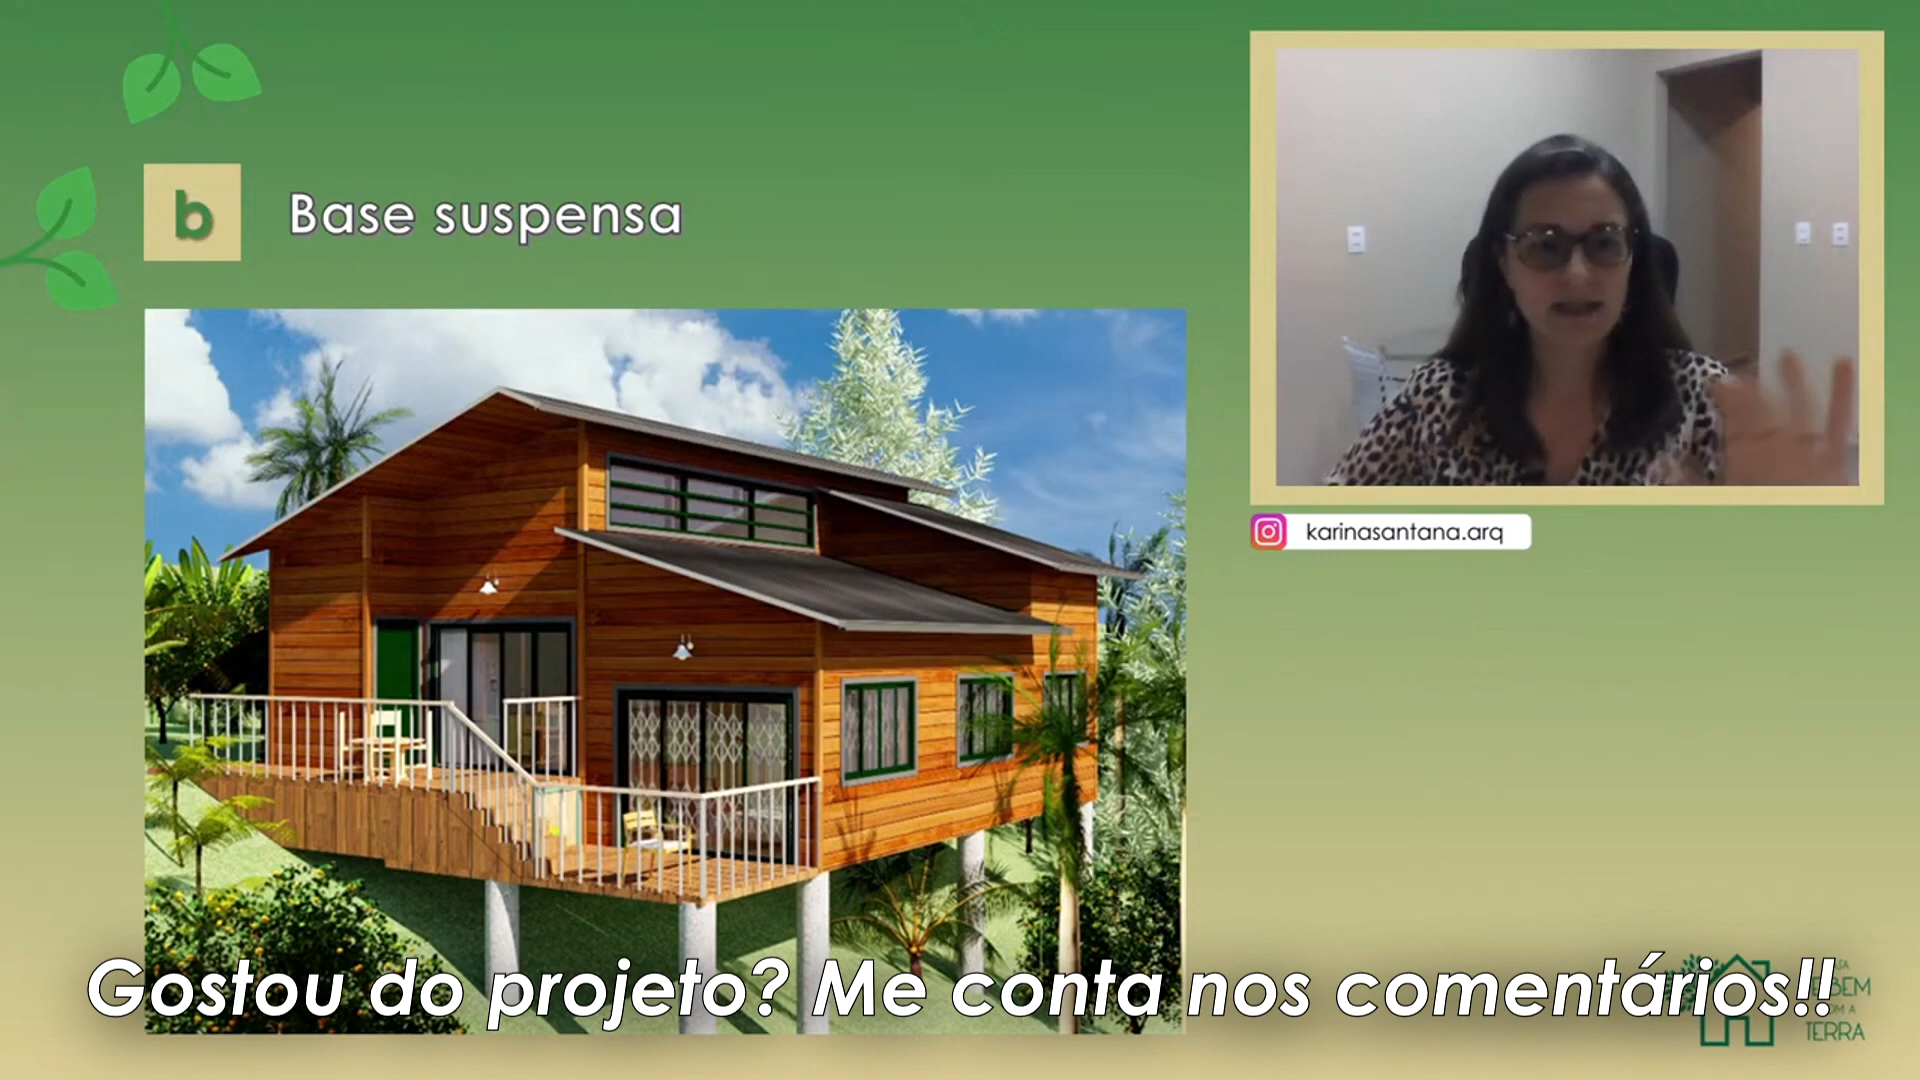 b
Base suspensa
karinasantana.arq
Gostou do projeto? Me conta nos comentários!!
TERRA